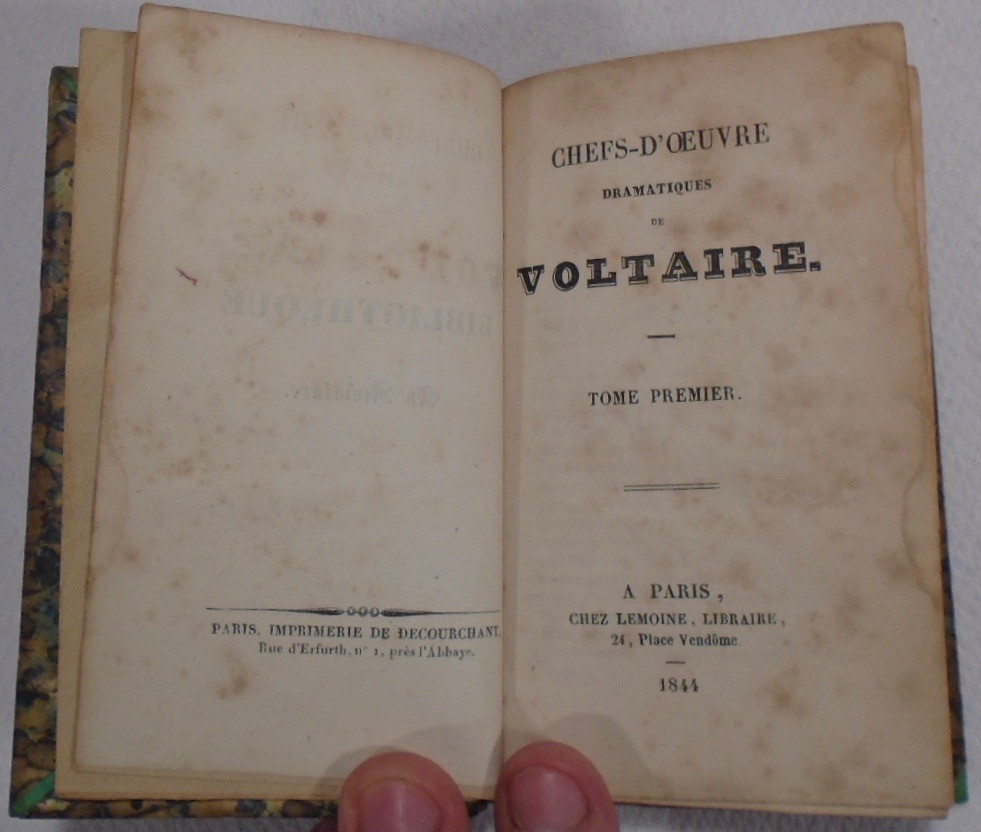 PARIS, IMPRIMERIE DE DECOURCHANT,
Rue d'Erfurth, n° 1, près l'Abbaye.
CHEFS-D'ŒUVRE
DRAMATIQUES
DE
VOLTAIRE.
TOME PREMIER.
A PARIS,
CHEZ LEMOINE, LIBRAIRE,
24, Place Vendôme
1844